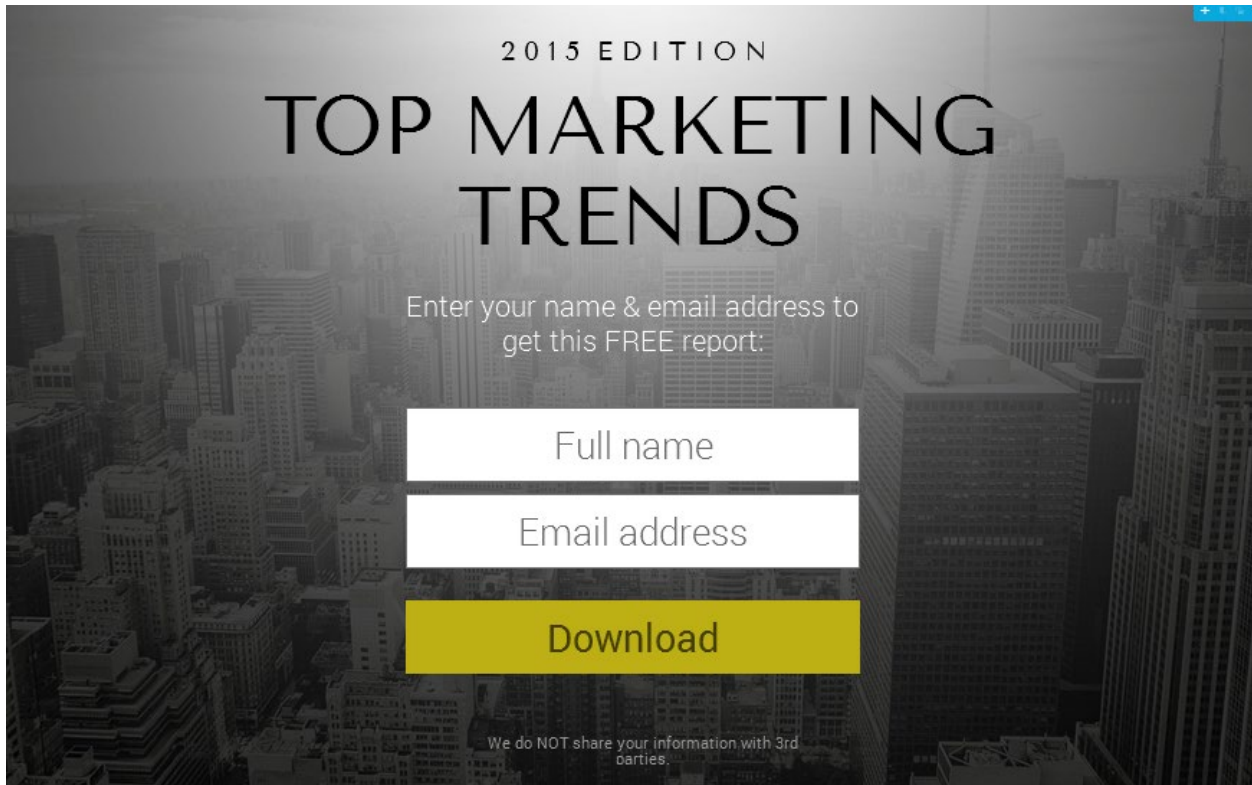 2015 EDITION
TOP MARKETING
TRENDS
Enter your name & email address to
get this FREE report:
Full name
Email address
Download
We do NOT share your information with 3rd
parties.